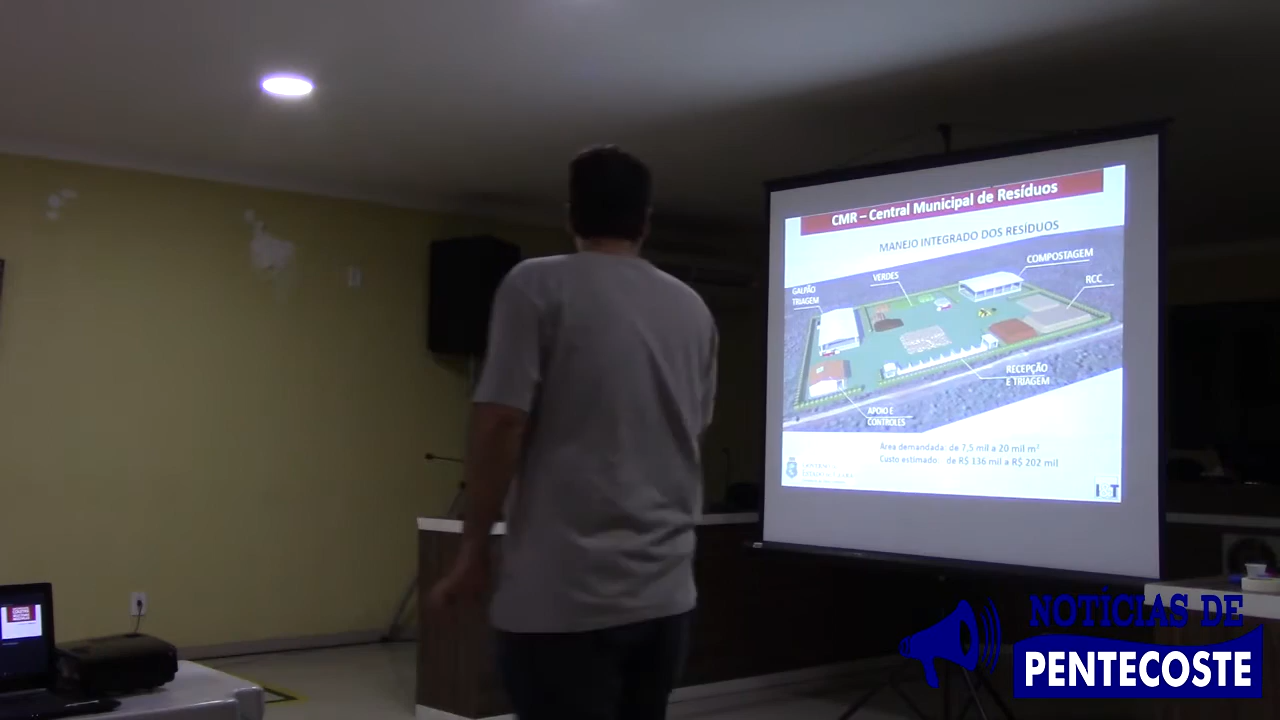 CMR – Central Municipal de Resíduos
MANEJO INTEGRADO DOS RESÍDUOS
COMPOSTAGEM
VERDES
RCC
GALPÃO
TRIAGEM
RECEPÇÃO
E TRIAGEM
APOIO E
CONTROLES
Área demandada: de 7,5 mil a 20 mil m²
Custo estimado: de R$ 136 mil a R$ 202 mil
I&T
NOTÍCIAS DE
PENTECOSTE